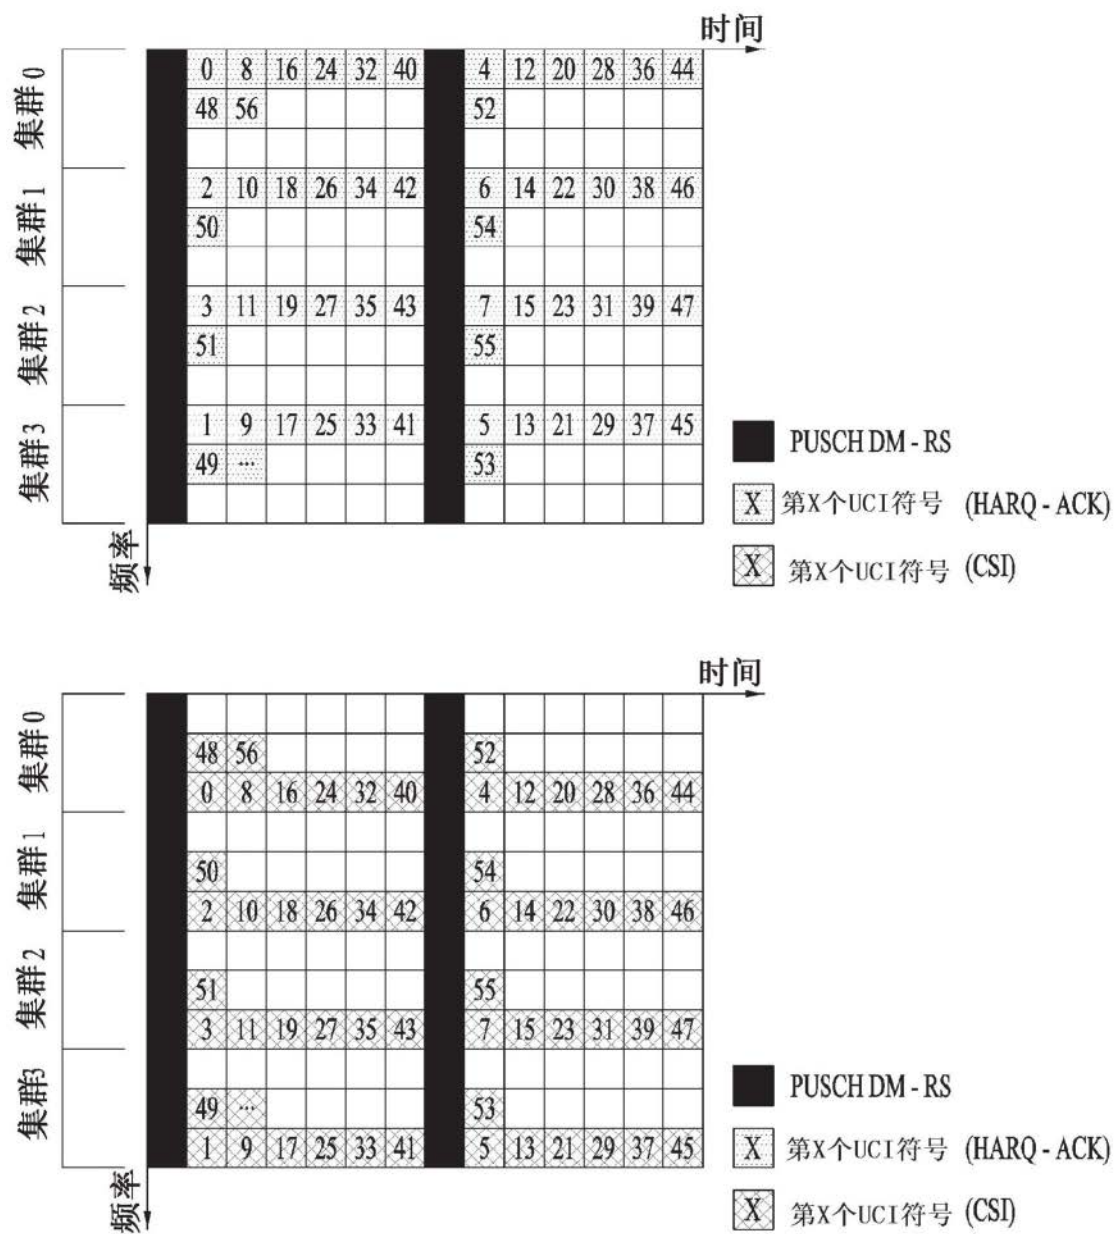 时间
集群0
0 8 16 24 32 40 4 12 20 28 36 44
48 56 52
集群1
2 10 18 26 34 42 6 14 22 30 38 46
50 54
集群2
3 11 19 27 35 43 7 15 23 31 39 47
51 55
集群3
1 9 17 25 33 41 5 13 21 29 37 45
49 ... 53
频率
PUSCH DM-RS
X 第X个UCI符号 (HARQ-ACK)
X 第X个UCI符号 (CSI)
时间
集群0
48 56 52
0 8 16 24 32 40 4 12 20 28 36 44
集群1
50 54
2 10 18 26 34 42 6 14 22 30 38 46
集群2
51 55
3 11 19 27 35 43 7 15 23 31 39 47
集群3
49 ... 53
1 9 17 25 33 41 5 13 21 29 37 45
频率
PUSCH DM-RS
X 第X个UCI符号 (HARQ-ACK)
X 第X个UCI符号 (CSI)